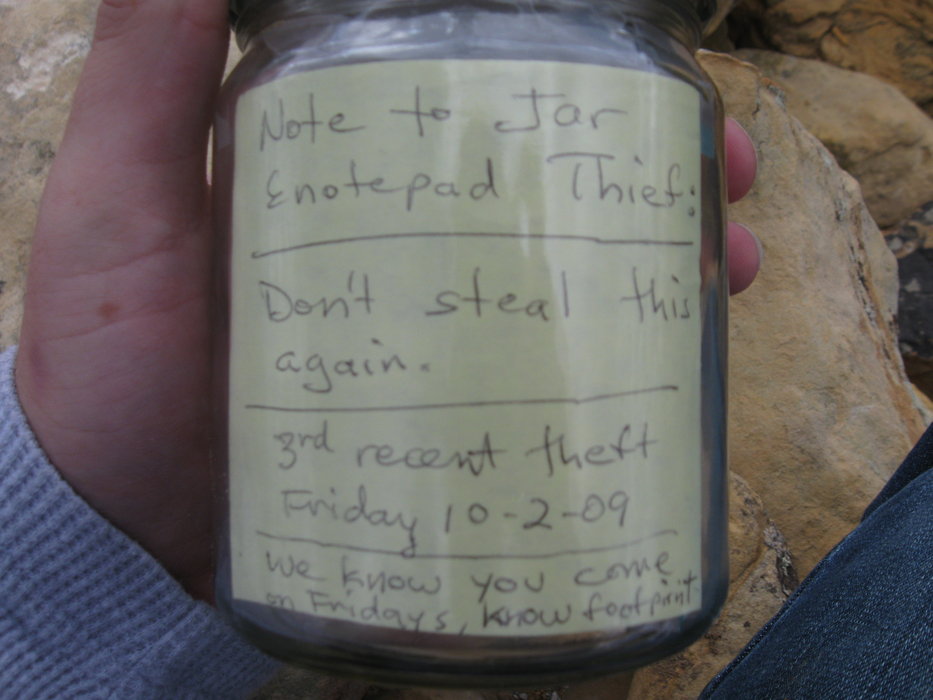 Note to Jar
& notepad Thief:
Don't steal this
again.
3rd recent theft
Friday 10-2-09
We know you come
on Fridays, know footprint